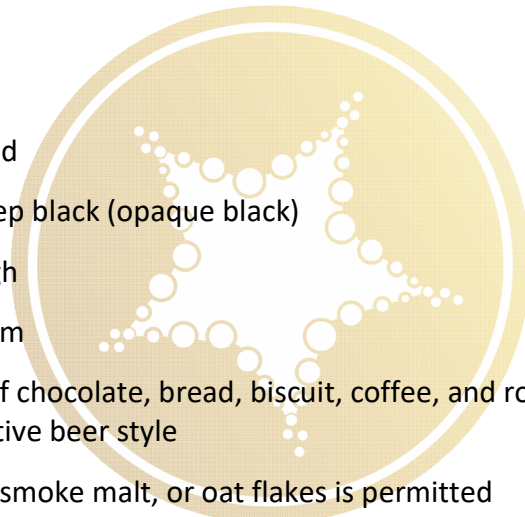 d
ep black (opaque black)
gh
m
f chocolate, bread, biscuit, coffee, and ro
tive beer style
smoke malt, or oat flakes is permitted